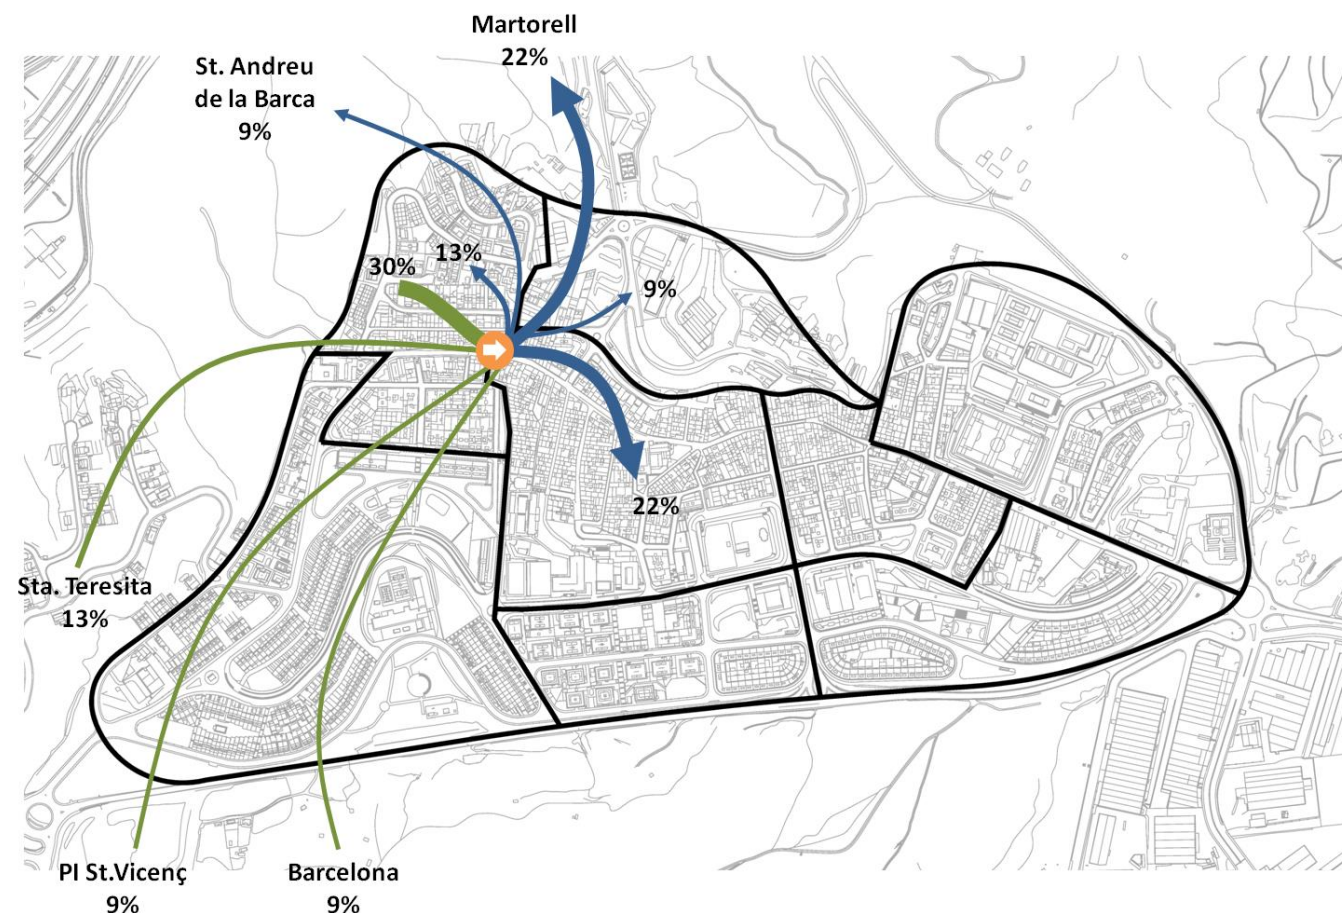 Martorell
22%
St. Andreu
de la Barca
9%
13%
30%
9%
22%
Sta. Teresita
13%
PI St.Vicenç
9%
Barcelona
9%